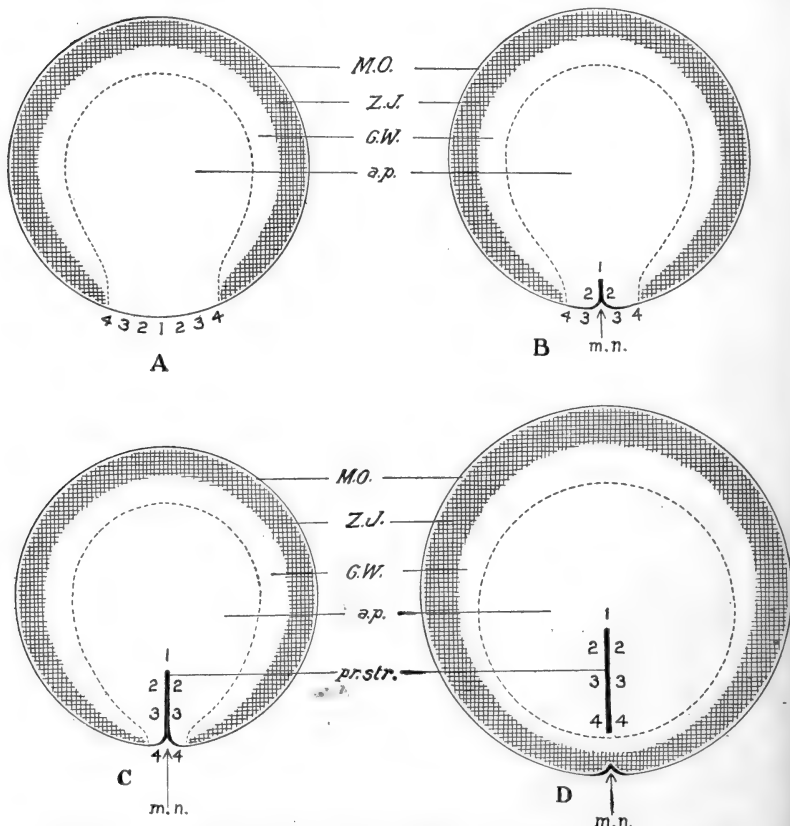 M.O.
Z.J.
G.W.
a.p.
4 3 2 1 2 3 4
A
1
2 2
4 3 3 4
B
m.n.
M.O.
Z.J.
G.W.
a.p.
pr.str.
1
2 2
3 3
4 4
C
m.n.
1
2 2
3 3
4 4
D
m.n.